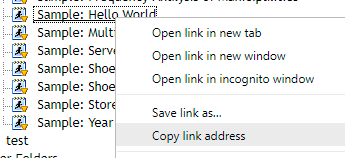 Sample: Hello World
Sample: Mult
Sample: Serve
Sample: Shoe
Sample: Shoe
Sample: Store
Sample: Year
test
er Folders
Open link in new tab
Open link in new window
Open link in incognito window
Save link as...
Copy link address